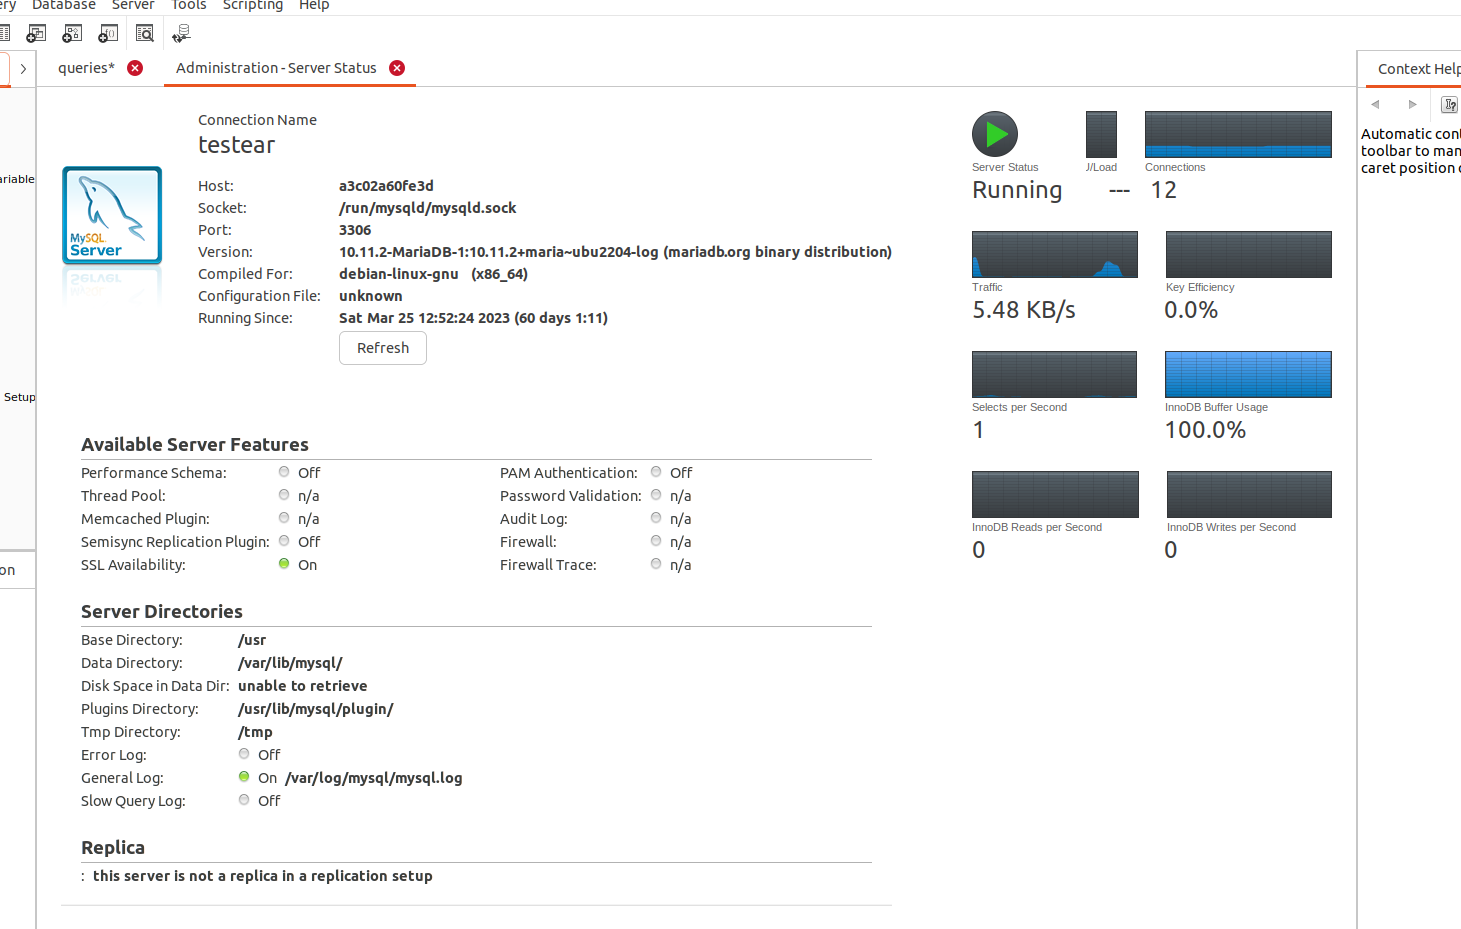 Database Server Tools Scripting Help
queries*
Administration - Server Status
Context Help
Connection Name
testear
Host: a3c02a60fe3d
Socket: /run/mysqld/mysqld.sock
Port: 3306
Version: 10.11.2-MariaDB-1:10.11.2+maria~ubu2204-log (mariadb.org binary distribution)
Compiled For: debian-linux-gnu (x86_64)
Configuration File: unknown
Running Since: Sat Mar 25 12:52:24 2023 (60 days 1:11)
Refresh
MySQL
Server
Setup
Available Server Features
Performance Schema: Off
Thread Pool: n/a
Memcached Plugin: n/a
Semisync Replication Plugin: Off
SSL Availability: On
PAM Authentication: Off
Password Validation: n/a
Audit Log: n/a
Firewall: n/a
Firewall Trace: n/a
Server Directories
Base Directory: /usr
Data Directory: /var/lib/mysql/
Disk Space in Data Dir: unable to retrieve
Plugins Directory: /usr/lib/mysql/plugin/
Tmp Directory: /tmp
Error Log: Off
General Log: On /var/log/mysql/mysql.log
Slow Query Log: Off
Replica
: this server is not a replica in a replication setup
Server Status
Running
/Load
---
Connections
12
Traffic
5.48 KB/s
Key Efficiency
0.0%
Selects per Second
1
InnoDB Buffer Usage
100.0%
InnoDB Reads per Second
0
InnoDB Writes per Second
0
Automatic
toolbar to
caret position